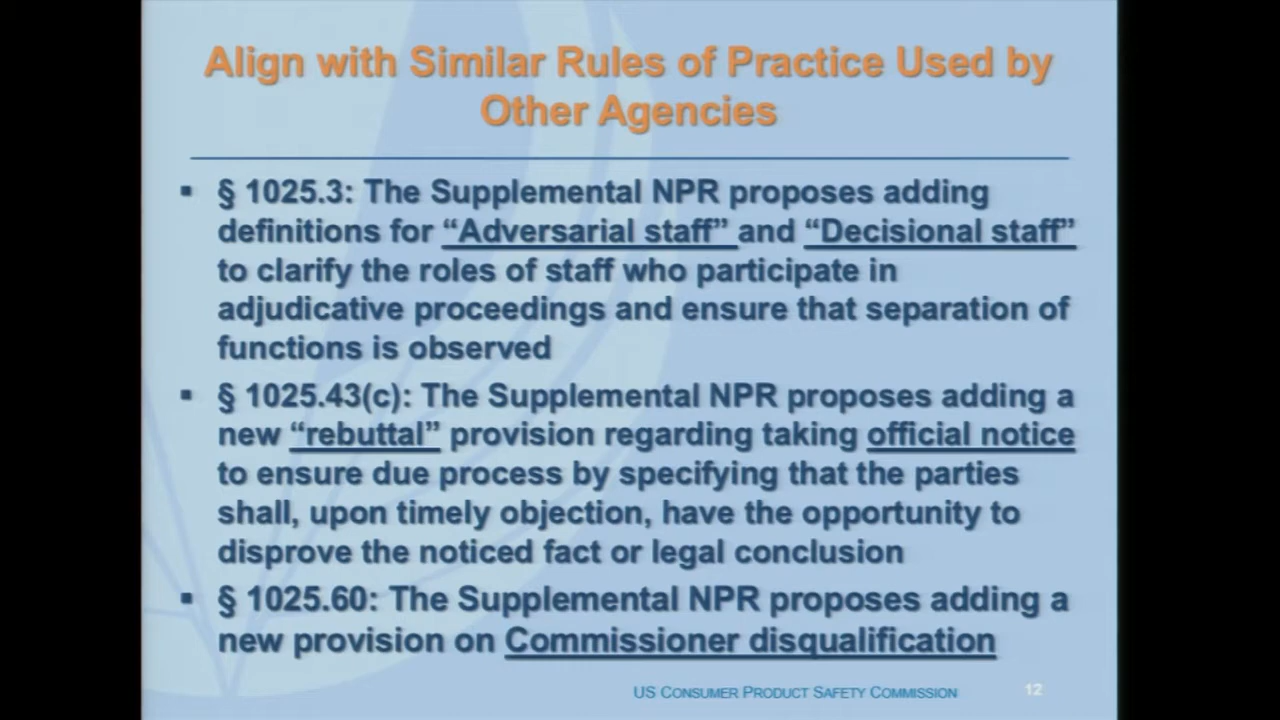 Align with Similar Rules of Practice Used by
Other Agencies
▪ § 1025.3: The Supplemental NPR proposes adding
definitions for “Adversarial staff” and “Decisional staff”
to clarify the roles of staff who participate in
adjudicative proceedings and ensure that separation of
functions is observed
▪ § 1025.43(c): The Supplemental NPR proposes adding a
new “rebuttal” provision regarding taking official notice
to ensure due process by specifying that the parties
shall, upon timely objection, have the opportunity to
disprove the noticed fact or legal conclusion
▪ § 1025.60: The Supplemental NPR proposes adding a
new provision on Commissioner disqualification
US CONSUMER PRODUCT SAFETY COMMISSION 12